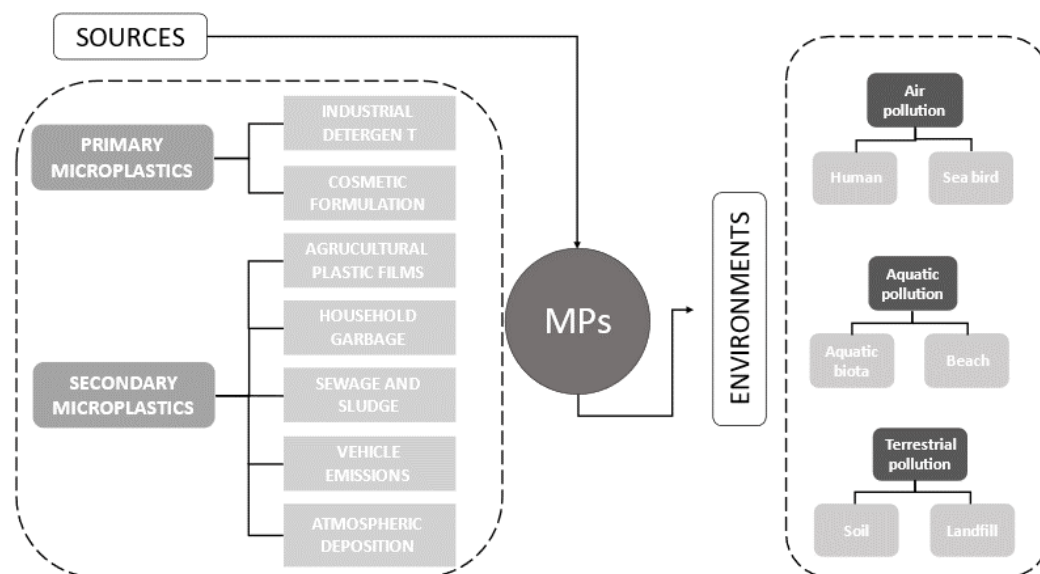 SOURCES
PRIMARY
MICROPLASTICS
INDUSTRIAL
DETERGEN T
COSMETIC
FORMULATION
SECONDARY
MICROPLASTICS
AGRUCULTURAL
PLASTIC FILMS
HOUSEHOLD
GARBAGE
SEWAGE AND
SLUDGE
VEHICLE
EMISSIONS
ATMOSPHERIC
DEPOSITION
MPs
ENVIRONMENTS
Air
pollution
Human
Sea bird
Aquatic
pollution
Aquatic
biota
Beach
Terrestrial
pollution
Soil
Landfill